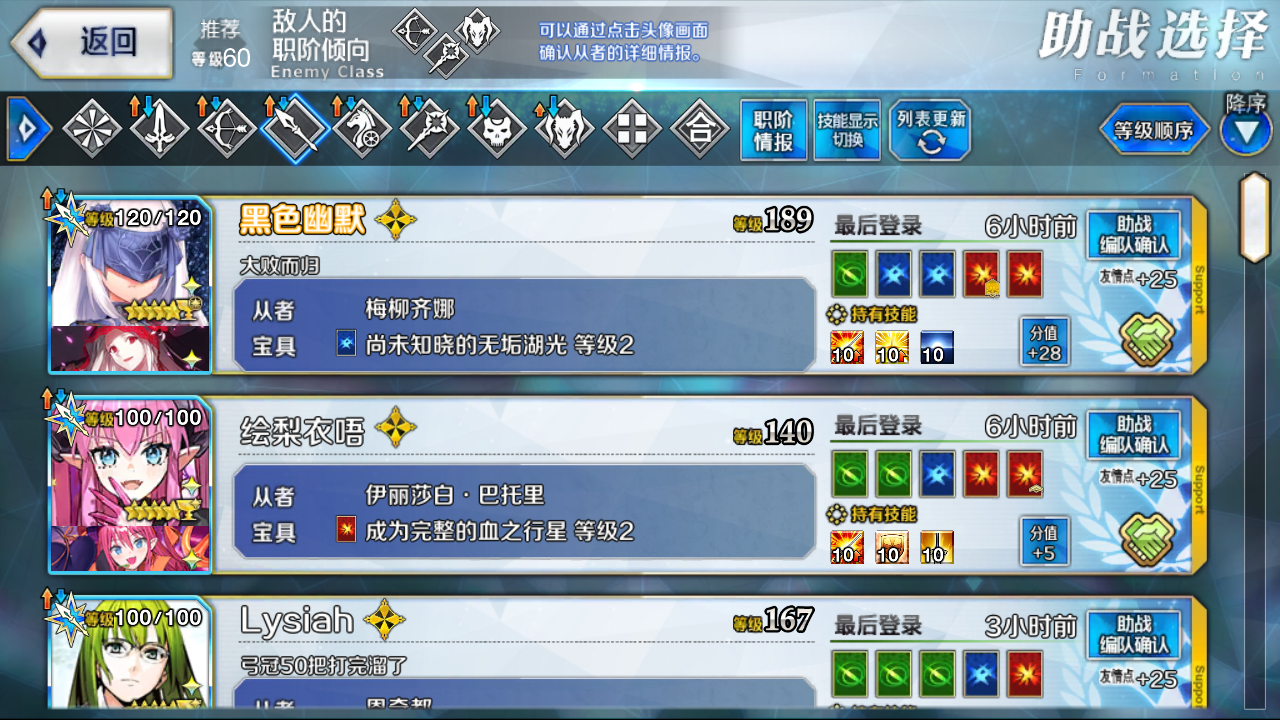 返回
推荐
等级60
敌人的
职阶倾向
Enemy Class
可以通过点击头像画面
确认从者的详细情报。
助战选择
Formation
合
职阶
情报
技能显示
切换
列表更新
等级顺序
降序
等级120/120
黑色幽默
等级189
大败而归
从者
梅柳齐娜
宝具
尚未知晓的无垢湖光 等级2
最后登录
6小时前
持有技能
10
10
10
分值
+28
助战
编队确认
友情点+25
Support
等级100/100
绘梨衣唔
等级140
从者
伊丽莎白·巴托里
宝具
成为完整的血之行星 等级2
最后登录
6小时前
持有技能
10
10
10
分值
+5
助战
编队确认
友情点+25
Support
等级100/100
Lysiah
等级167
弓冠50把打完溜了
最后登录
3小时前
助战
编队确认
友情点+25